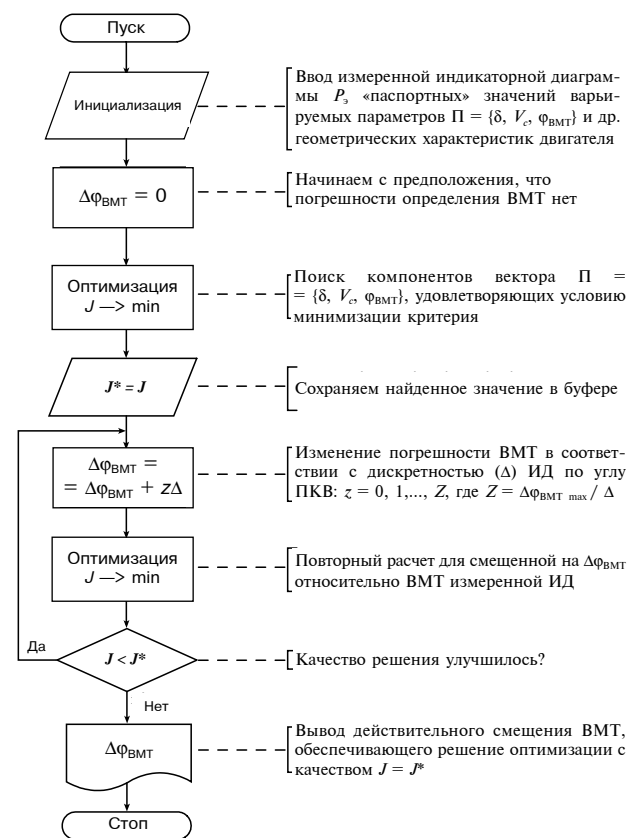 Пуск
Инициализация
Ввод измеренной индикаторной диаграм-
мы Pэ «паспортных» значений варьи-
руемых параметров П = {δ, Vc, φВМТ} и др.
геометрических характеристик двигателя
ΔφВМТ = 0
Начинаем с предположения, что
погрешности определения ВМТ нет
Оптимизация
J —> min
Поиск компонентов вектора П =
= {δ, Vc, φВМТ}, удовлетворяющих условию
минимизации критерия
J* = J
Сохраняем найденное значение в буфере
ΔφВМТ =
= ΔφВМТ + zΔ
Изменение погрешности ВМТ в соответ-
ствии с дискретностью (Δ) ИД по углу
ПКВ: z = 0, 1,..., Z, где Z = ΔφВМТ max / Δ
Оптимизация
J —> min
Повторный расчет для смещенной на ΔφВМТ
относительно ВМТ измеренной ИД
Да
J < J*
Качество решения улучшилось?
Нет
ΔφВМТ
Вывод действительного смещения ВМТ,
обеспечивающего решение оптимизации с
качеством J = J*
Стоп